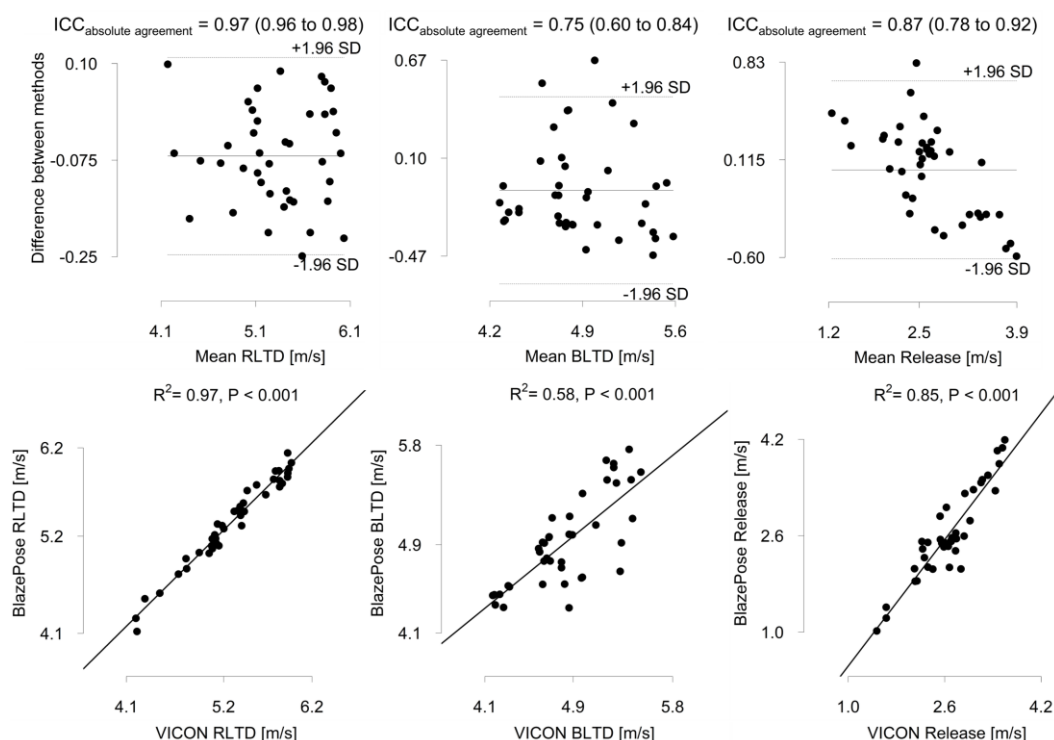 ICCabsolute agreement = 0.97 (0.96 to 0.98)
+1.96 SD
0.10
-0.075
-0.25
Difference between methods
-1.96 SD
4.1 5.1 6.1
Mean RLTD [m/s]
ICCabsolute agreement = 0.75 (0.60 to 0.84)
0.67
+1.96 SD
0.10
-0.47
-1.96 SD
4.2 4.9 5.6
Mean BLTD [m/s]
ICCabsolute agreement = 0.87 (0.78 to 0.92)
0.83
+1.96 SD
0.115
-0.60
-1.96 SD
1.2 2.5 3.9
Mean Release [m/s]
R2= 0.97, P < 0.001
6.2
5.2
4.1
BlazePose RLTD [m/s]
4.1 5.2 6.2
VICON RLTD [m/s]
R2= 0.58, P < 0.001
5.8
4.9
4.1
BlazePose BLTD [m/s]
4.1 4.9 5.8
VICON BLTD [m/s]
R2= 0.85, P < 0.001
4.2
2.6
1.0
BlazePose Release [m/s]
1.0 2.6 4.2
VICON Release [m/s]